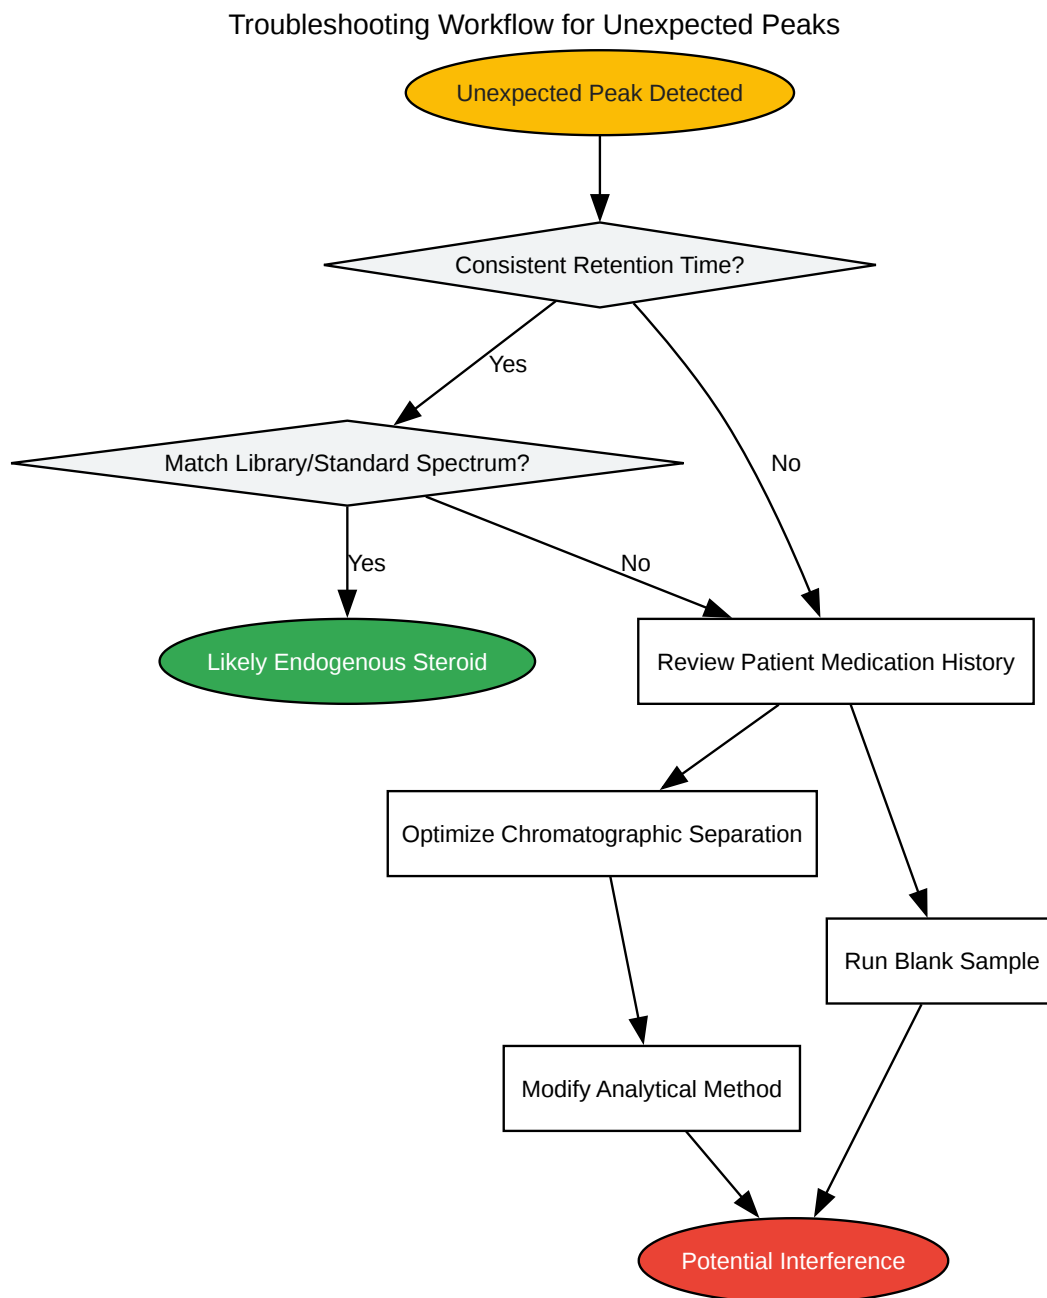 Troubleshooting Workflow for Unexpected Peaks
Unexpected Peak Detected
Consistent Retention Time?
Yes
No
Match Library/Standard Spectrum?
Yes
No
Likely Endogenous Steroid
Review Patient Medication History
Optimize Chromatographic Separation
Run Blank Sample
Modify Analytical Method
Potential Interference